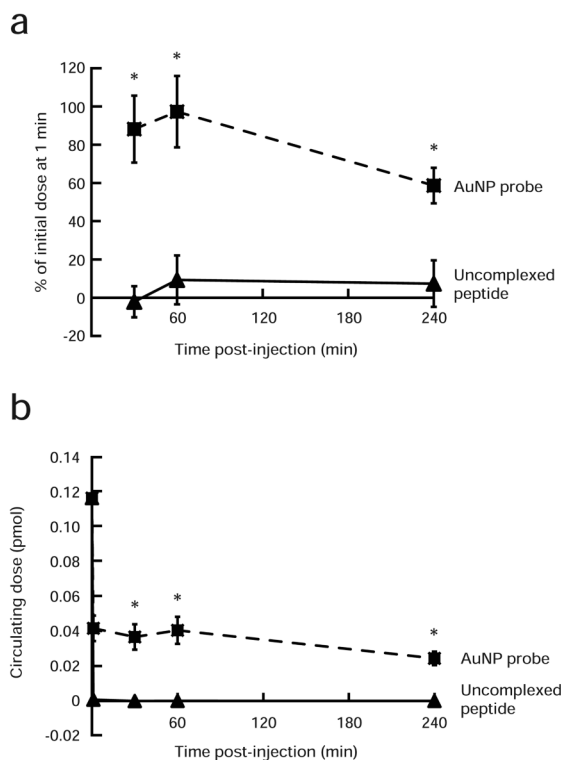 a
120
100
80
60
40
20
0
-20
% of initial dose at 1 min
*
*
*
AuNP probe
Uncomplexed
peptide
60
120
180
240
Time post-injection (min)
b
0.14
0.12
0.10
0.08
0.06
0.04
0.02
0
-0.02
Circulating dose (pmol)
*
*
*
AuNP probe
Uncomplexed
peptide
60
120
180
240
Time post-injection (min)